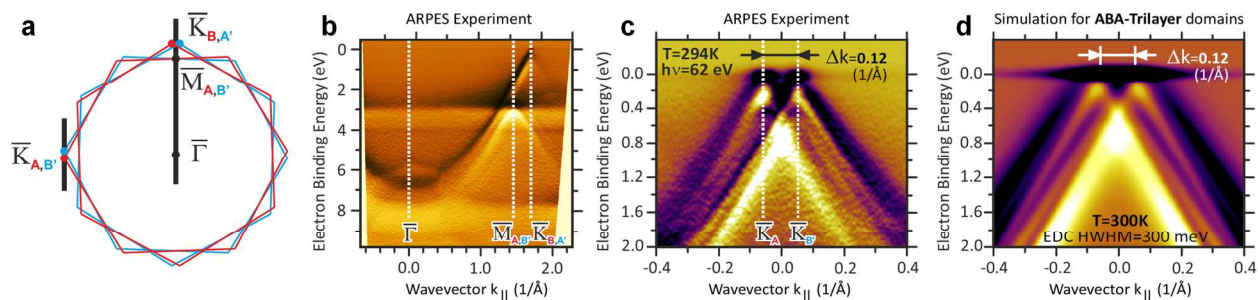 a
K̅B,A'
M̅A,B'
K̅A,B'
Γ̅
b
ARPES Experiment
Electron Binding Energy (eV)
0
2
4
6
8
Γ̅
M̅A,B'
K̅B,A'
0.0
1.0
2.0
Wavevector k|| (1/Å)
c
ARPES Experiment
T=294K
hν=62 eV
Δk=0.12
(1/Å)
Electron Binding Energy (eV)
0.0
0.4
0.8
1.2
1.6
2.0
K̅A
K̅B'
-0.4
-0.2
0.0
0.2
0.4
Wavevector k|| (1/Å)
d
Simulation for ABA-Trilayer domains
Δk=0.12
(1/Å)
Electron Binding Energy (eV)
0.0
0.4
0.8
1.2
1.6
2.0
T=300K
EDC HWHM=300 meV
-0.4
-0.2
0.0
0.2
0.4
Wavevector k|| (1/Å)